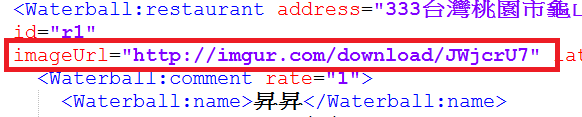 <Waterball:restaurant address="333台灣桃園市龜
id="r1"
imageUrl="http://imgur.com/download/JWjcrU7" lat
<Waterball:comment rate="1">
<Waterball:name>昇昇</Waterball:name>